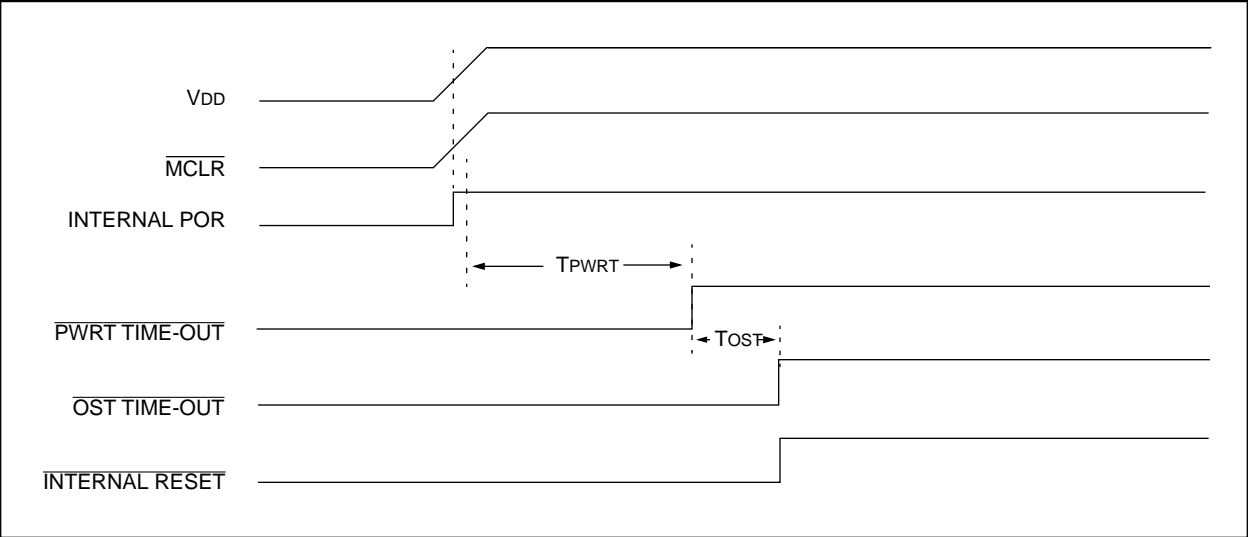 VDD
MCLR
INTERNAL POR
TPWRT
PWRT TIME-OUT
TOST
OST TIME-OUT
INTERNAL RESET